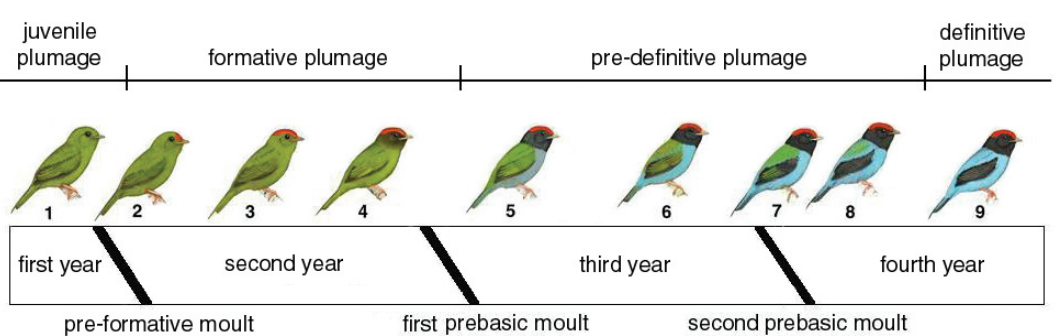 juvenile
plumage
formative plumage
pre-definitive plumage
definitive
plumage
1
2
3
4
5
6
7
8
9
first year
second year
third year
fourth year
pre-formative moult
first prebasic moult
second prebasic moult